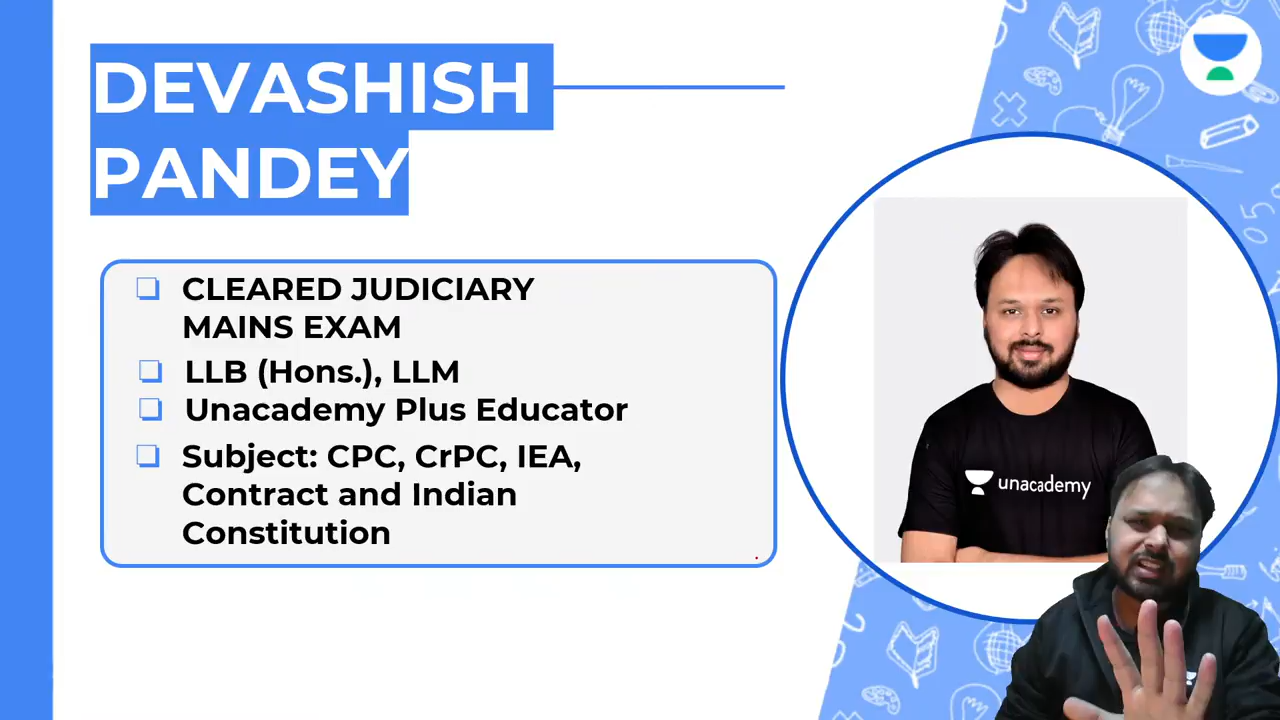 DEVASHISH
PANDEY
❏ CLEARED JUDICIARY
MAINS EXAM
❏ LLB (Hons.), LLM
❏ Unacademy Plus Educator
❏ Subject: CPC, CrPC, IEA,
Contract and Indian
Constitution
unacademy